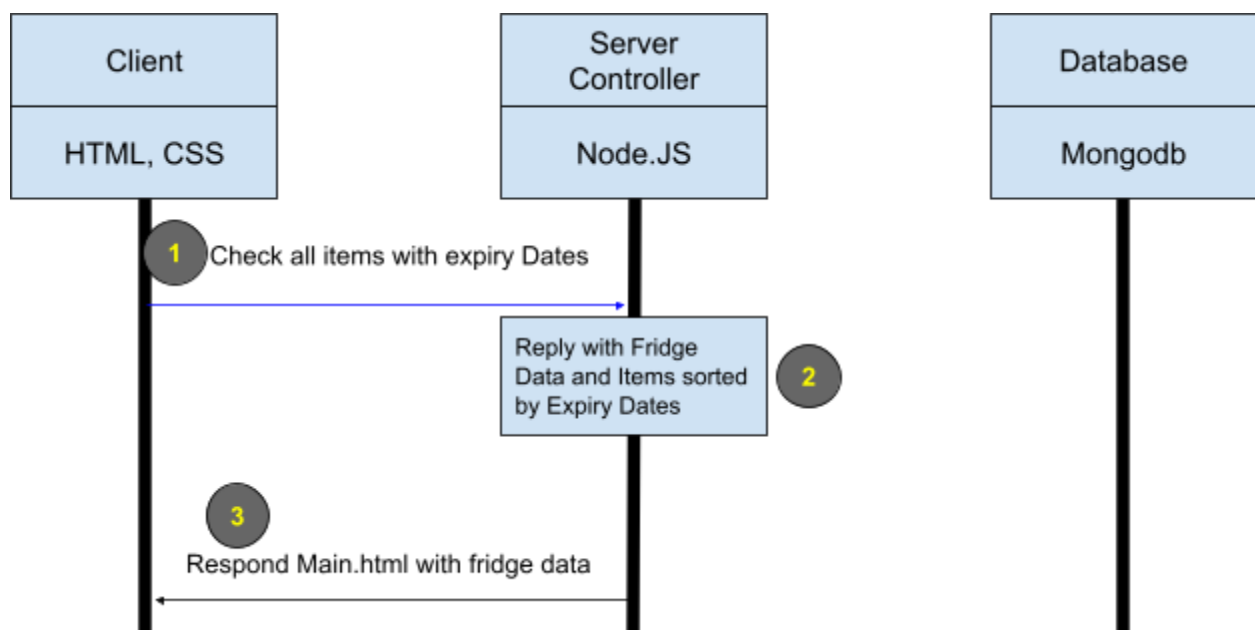 Client
Server
Controller
Database
HTML, CSS
Node.JS
Mongodb
1
Check all items with expiry Dates
Reply with Fridge
Data and Items sorted
by Expiry Dates
2
3
Respond Main.html with fridge data